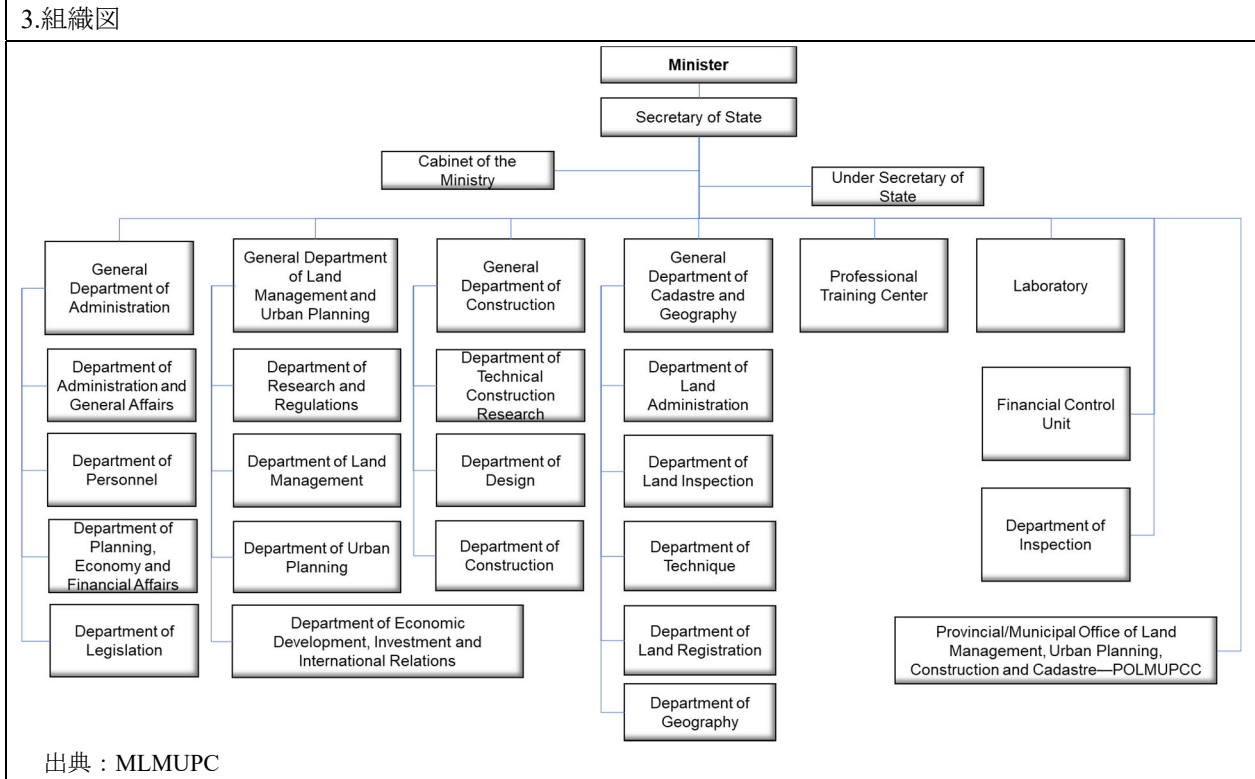 3.組織図
Minister
Secretary of State
Cabinet of the
Ministry
Under Secretary of
State
General
Department of
Administration
General Department
of Land
Management and
Urban Planning
General
Department of
Construction
General
Department of
Cadastre and
Geography
Professional
Training Center
Laboratory
Department of
Administration and
General Affairs
Department of
Research and
Regulations
Department of
Technical
Construction
Research
Department of
Land
Administration
Financial Control
Unit
Department of
Personnel
Department of Land
Management
Department of
Design
Department of
Land Inspection
Department of
Planning,
Economy and
Financial Affairs
Department of Urban
Planning
Department of
Construction
Department of
Technique
Department of
Inspection
Department of
Legislation
Department of Economic
Development, Investment and
International Relations
Department of
Land Registration
Provincial/Municipal Office of Land
Management, Urban Planning,
Construction and Cadastre—POLMUPCC
Department of
Geography
出典：MLMUPC